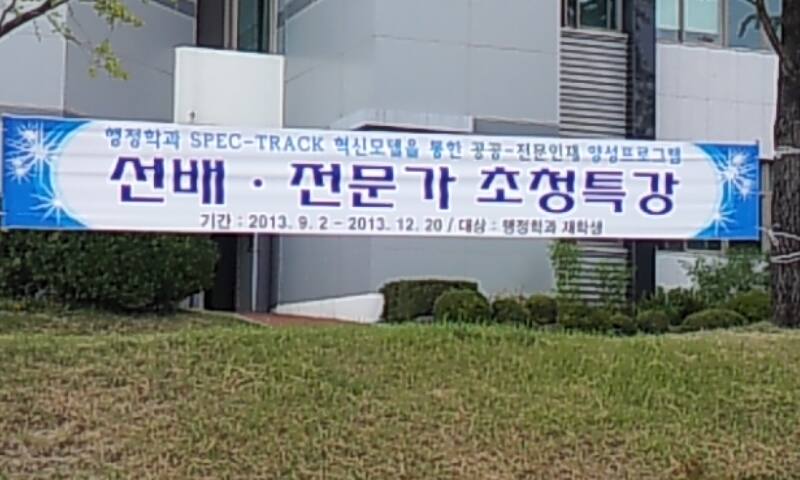 행정학과 SPEC-TRACK 혁신모델을 통한 공공-전문인재 양성프로그램
선배 · 전문가 초청특강
기간 : 2013. 9. 2 - 2013. 12. 20 / 대상 : 행정학과 재학생